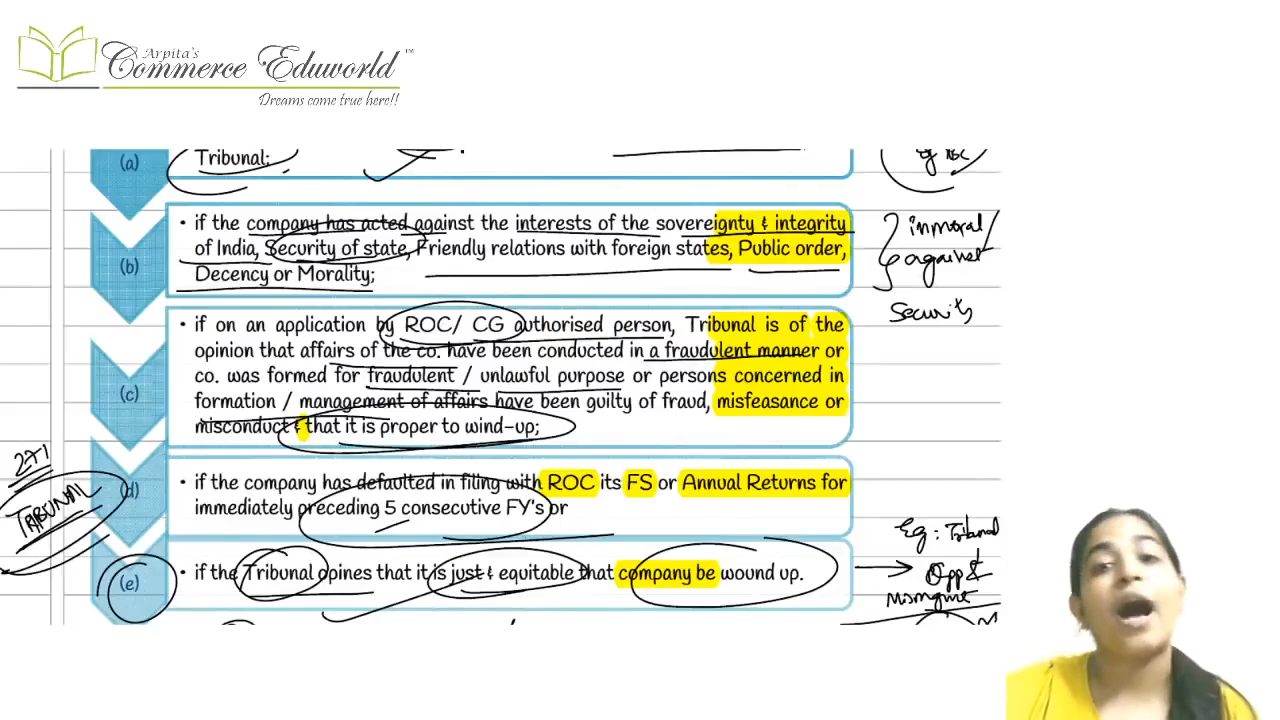 Arpita's
Commerce Eduworld™
Dreams come true here!!
(a)
Tribunal;
of ROC
(b)
• if the company has acted against the interests of the sovereignty & integrity
of India, Security of state, Friendly relations with foreign states, Public order,
Decency or Morality;
inmoral/
against
Security
(c)
• if on an application by ROC/ CG authorised person, Tribunal is of the
opinion that affairs of the co. have been conducted in a fraudulent manner or
co. was formed for fraudulent / unlawful purpose or persons concerned in
formation / management of affairs have been guilty of fraud, misfeasance or
misconduct & that it is proper to wind-up;
271
TRIBUNAL
(d)
• if the company has defaulted in filing with ROC its FS or Annual Returns for
immediately preceding 5 consecutive FY's or
(e)
• if the Tribunal opines that it is just & equitable that company be wound up.
Eg: Tribunal
Opp &
Mismgmt